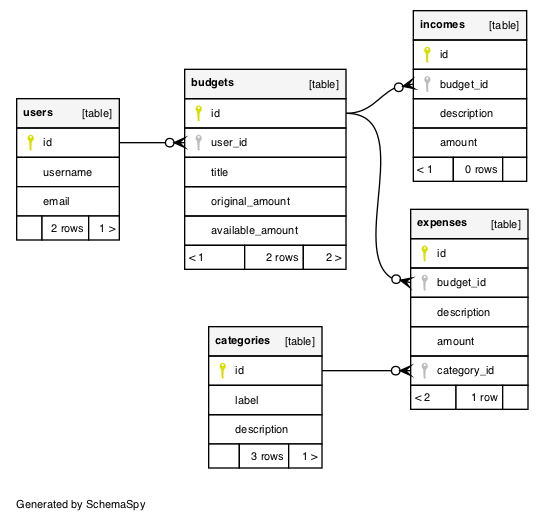 users [table]
id
username
email
2 rows 1 >
budgets [table]
id
user_id
title
original_amount
available_amount
< 1 2 rows 2 >
incomes [table]
id
budget_id
description
amount
< 1 0 rows
expenses [table]
id
budget_id
description
amount
category_id
< 2 1 row
categories [table]
id
label
description
3 rows 1 >
Generated by SchemaSpy